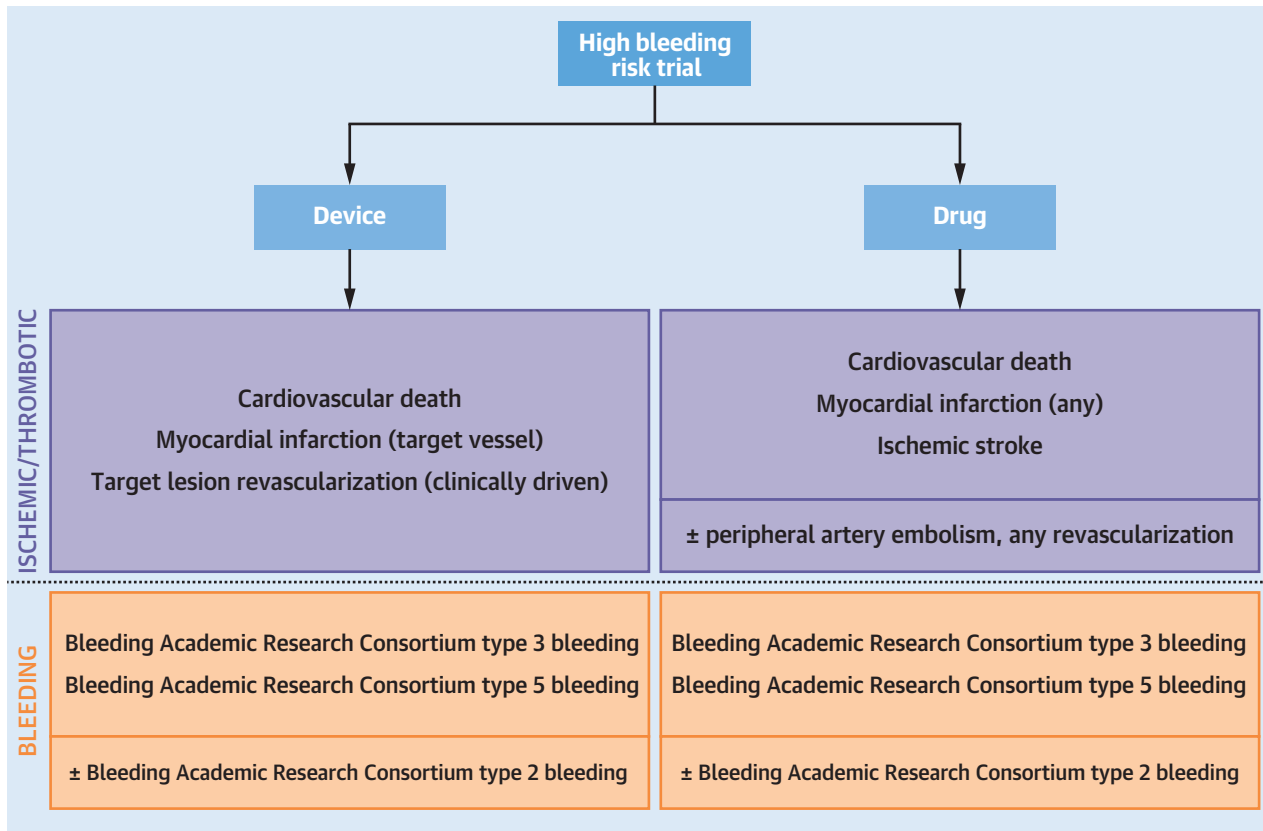 High bleeding
risk trial
Device
Drug
ISCHEMIC/THROMBOTIC
Cardiovascular death
Myocardial infarction (target vessel)
Target lesion revascularization (clinically driven)
Cardiovascular death
Myocardial infarction (any)
Ischemic stroke
± peripheral artery embolism, any revascularization
BLEEDING
Bleeding Academic Research Consortium type 3 bleeding
Bleeding Academic Research Consortium type 5 bleeding
± Bleeding Academic Research Consortium type 2 bleeding
Bleeding Academic Research Consortium type 3 bleeding
Bleeding Academic Research Consortium type 5 bleeding
± Bleeding Academic Research Consortium type 2 bleeding